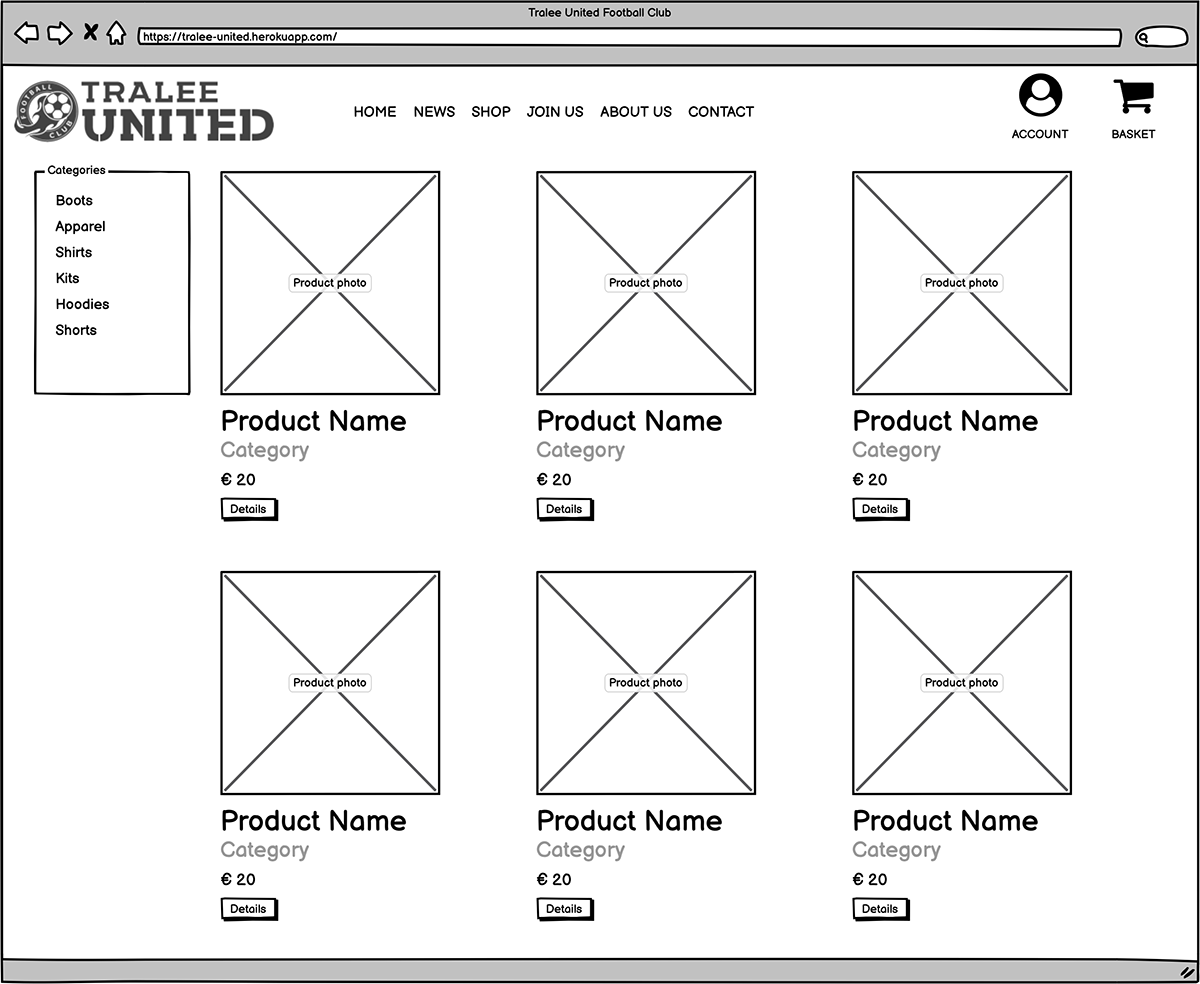 Tralee United Football Club
https://tralee-united.herokuapp.com/
FOOTBALL
CLUB
TRALEE
UNITED
HOME NEWS SHOP JOIN US ABOUT US CONTACT
ACCOUNT
BASKET
Categories
Boots
Apparel
Shirts
Kits
Hoodies
Shorts
Product photo Product photo Product photo
Product Name Product Name Product Name
Category Category Category
€ 20 € 20 € 20
Details Details Details
Product photo Product photo Product photo
Product Name Product Name Product Name
Category Category Category
€ 20 € 20 € 20
Details Details Details